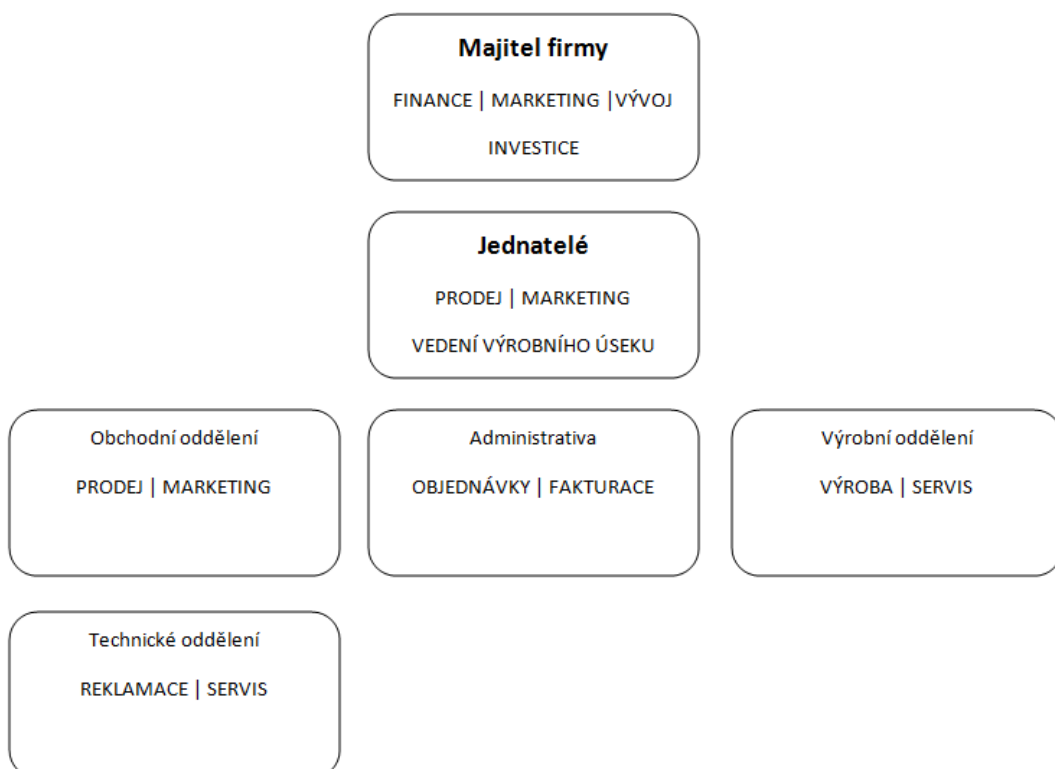 Majitel firmy
FINANCE | MARKETING |VÝVOJ
INVESTICE
Jednatelé
PRODEJ | MARKETING
VEDENÍ VÝROBNÍHO ÚSEKU
Obchodní oddělení
PRODEJ | MARKETING
Administrativa
OBJEDNÁVKY | FAKTURACE
Výrobní oddělení
VÝROBA | SERVIS
Technické oddělení
REKLAMACE | SERVIS